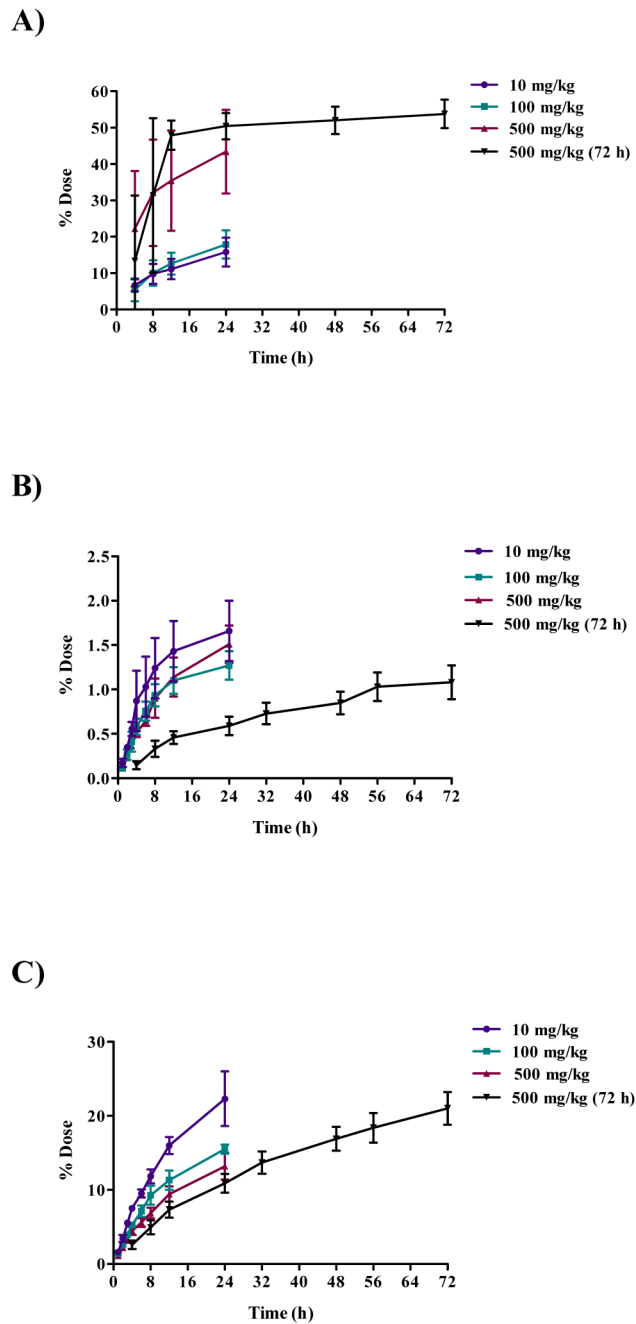 A)
60
50
40
30
20
10
0
% Dose
0 8 16 24 32 40 48 56 64 72
Time (h)
10 mg/kg
100 mg/kg
500 mg/kg
500 mg/kg (72 h)
B)
2.5
2.0
1.5
1.0
0.5
0.0
% Dose
0 8 16 24 32 40 48 56 64 72
Time (h)
10 mg/kg
100 mg/kg
500 mg/kg
500 mg/kg (72 h)
C)
30
20
10
0
% Dose
0 8 16 24 32 40 48 56 64 72
Time (h)
10 mg/kg
100 mg/kg
500 mg/kg
500 mg/kg (72 h)